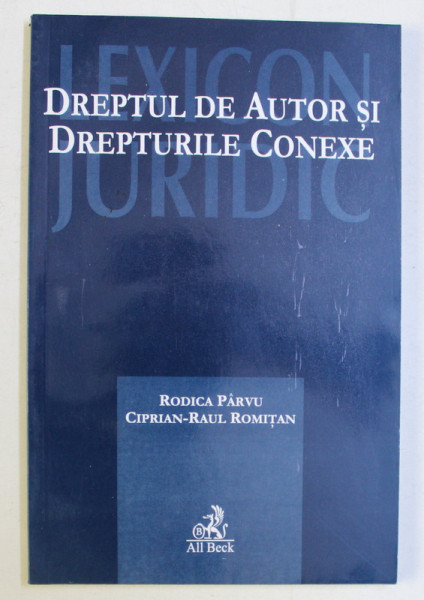 LEXICON
DREPTUL DE AUTOR ȘI
DREPTURILE CONEXE
JURIDIC
RODICA PÂRVU
CIPRIAN-RAUL ROMIȚAN
B
All Beck